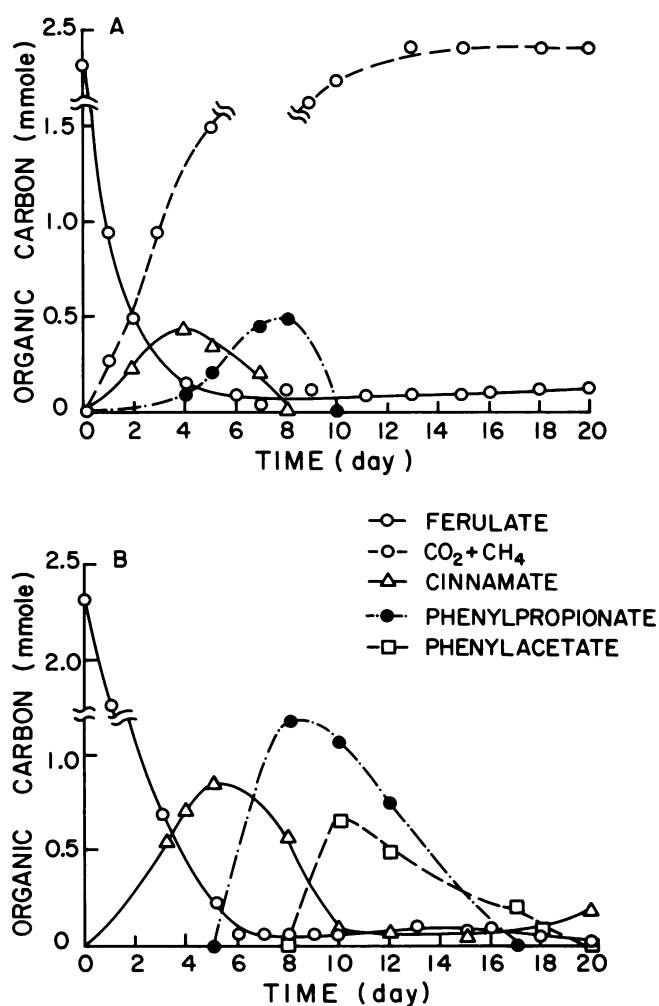 A
ORGANIC CARBON (mmole)
2.5
1.5
1.0
0.5
0
0 2 4 6 8 10 12 14 16 18 20
TIME (day)
FERULATE
CO₂+CH₄
CINNAMATE
PHENYLPROPIONATE
PHENYLACETATE
B
ORGANIC CARBON (mmole)
2.5
2.0
1.0
0.5
0
0 2 4 6 8 10 12 14 16 18 20
TIME (day)